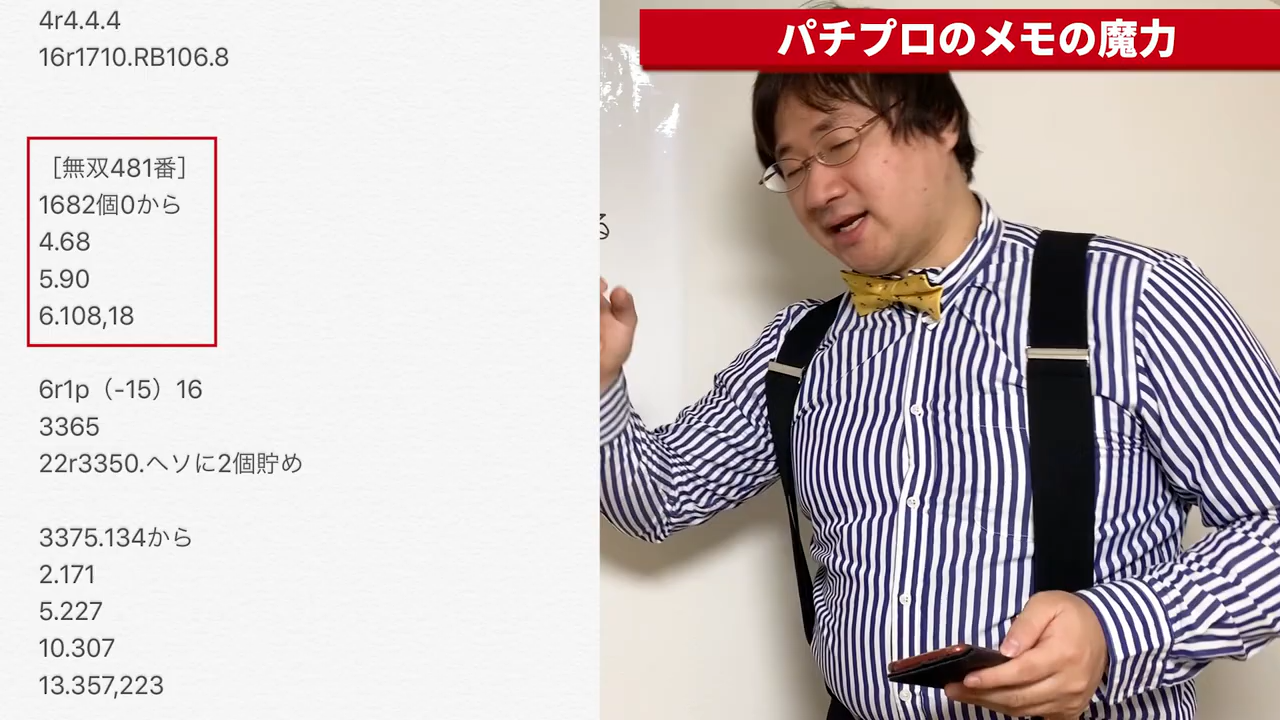 パチプロのメモの魔力
4r4.4.4
16r1710.RB106.8
［無双481番］
1682個0から
4.68
5.90
6.108,18
6r1p（-15）16
3365
22r3350.ヘソに2個貯め
3375.134から
2.171
5.227
10.307
13.357,223
る